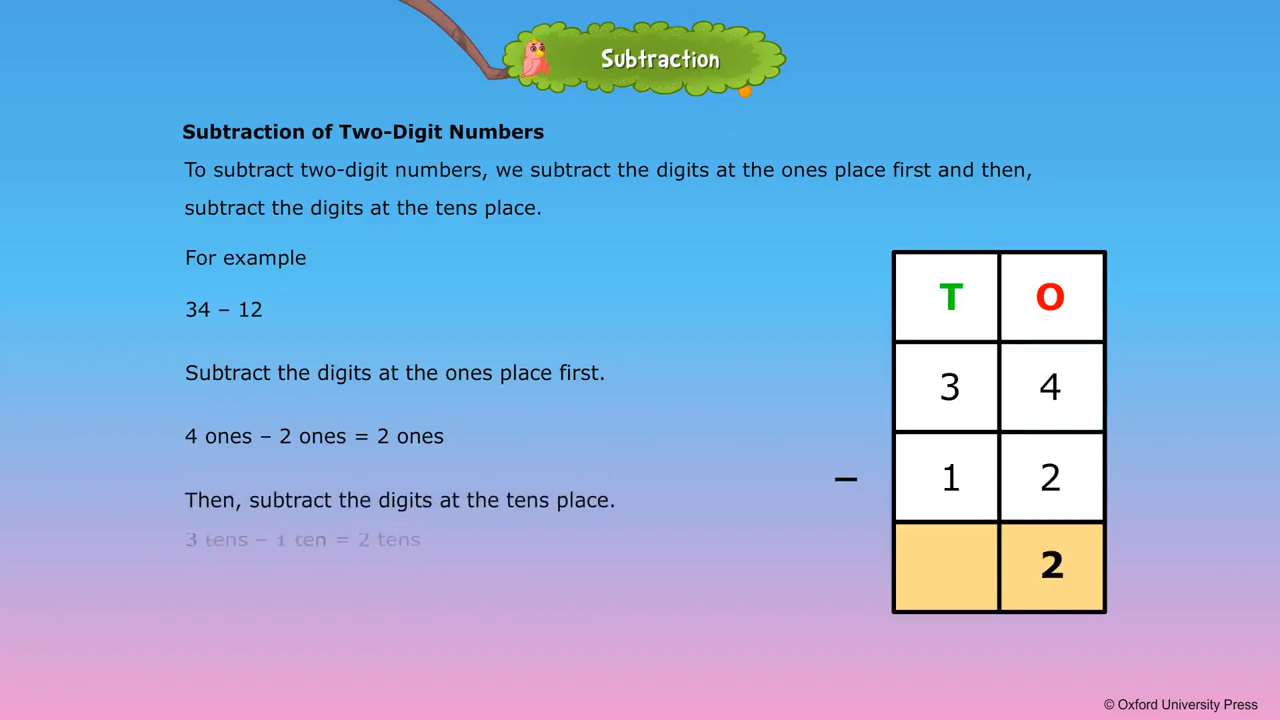 Subtraction
Subtraction of Two-Digit Numbers
To subtract two-digit numbers, we subtract the digits at the ones place first and then,
subtract the digits at the tens place.
For example
34 – 12
Subtract the digits at the ones place first.
4 ones – 2 ones = 2 ones
Then, subtract the digits at the tens place.
3 tens – 1 ten = 2 tens
T O
3 4
– 1 2
2
© Oxford University Press